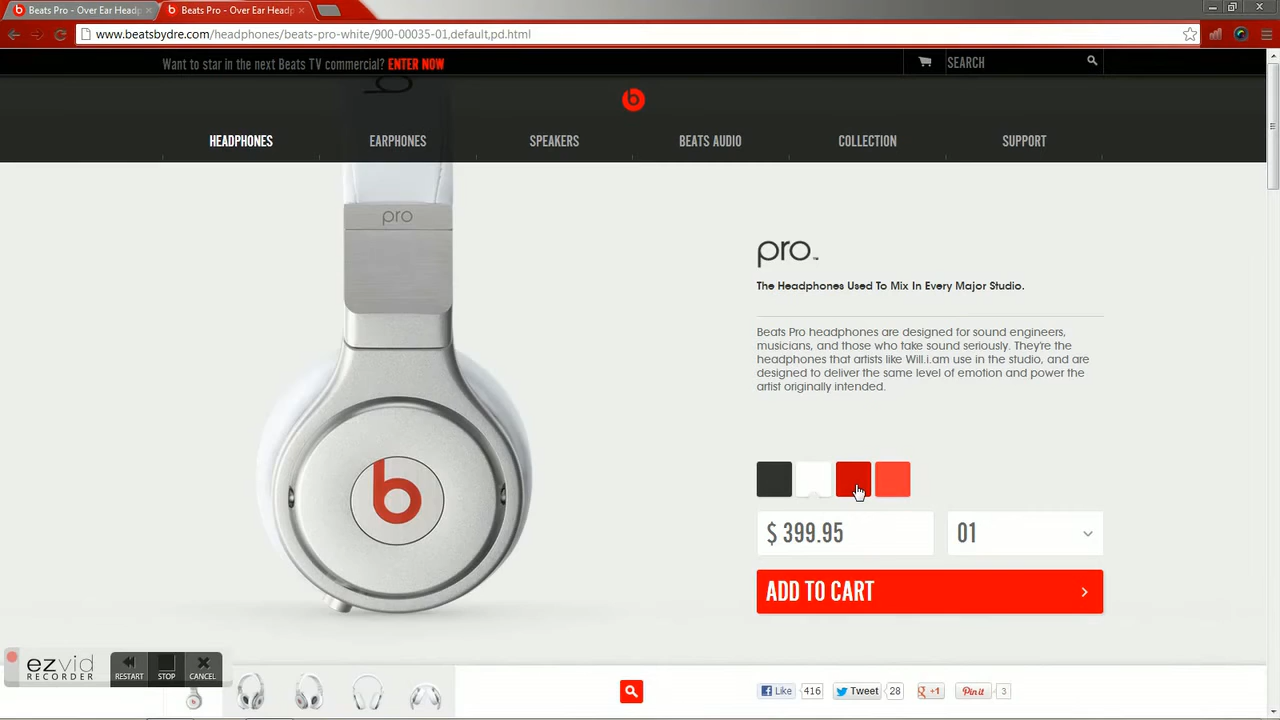 Beats Pro - Over Ear Headp
Beats Pro - Over Ear Headp
www.beatsbydre.com/headphones/beats-pro-white/900-00035-01,default,pd.html
Want to star in the next Beats TV commercial? ENTER NOW
SEARCH
b
HEADPHONES
EARPHONES
SPEAKERS
BEATS AUDIO
COLLECTION
SUPPORT
pro
b
pro™
The Headphones Used To Mix In Every Major Studio.
Beats Pro headphones are designed for sound engineers,
musicians, and those who take sound seriously. They're the
headphones that artists like Will.i.am use in the studio, and are
designed to deliver the same level of emotion and power the
artist originally intended.
$ 399.95
01
ADD TO CART
ezvid
RECORDER
RESTART
STOP
CANCEL
Like 416
Tweet 28
+1
Pin it 3